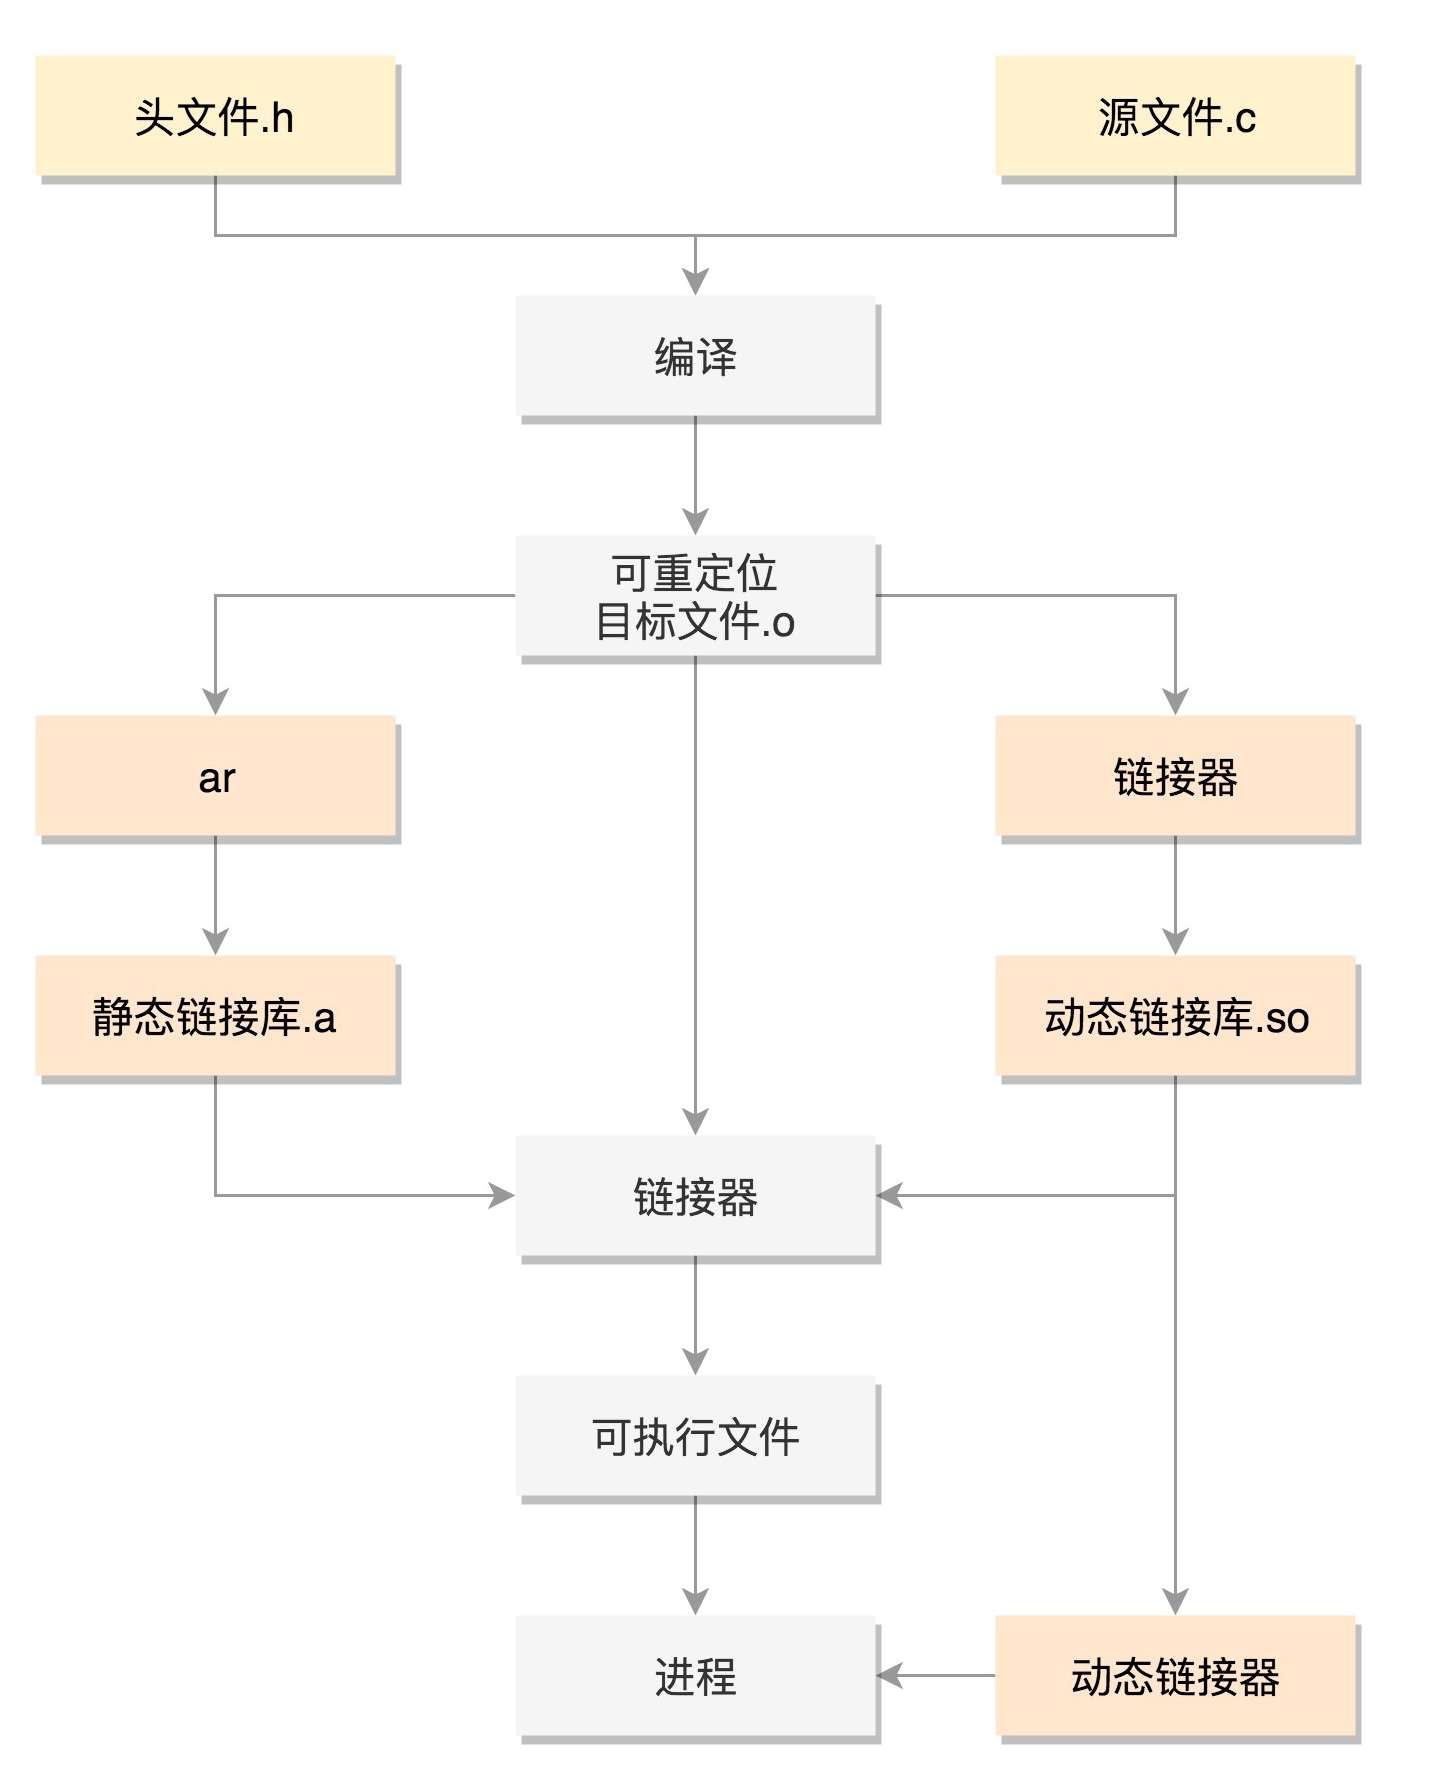 头文件.h
源文件.c
编译
可重定位
目标文件.o
ar
链接器
静态链接库.a
动态链接库.so
链接器
可执行文件
进程
动态链接器